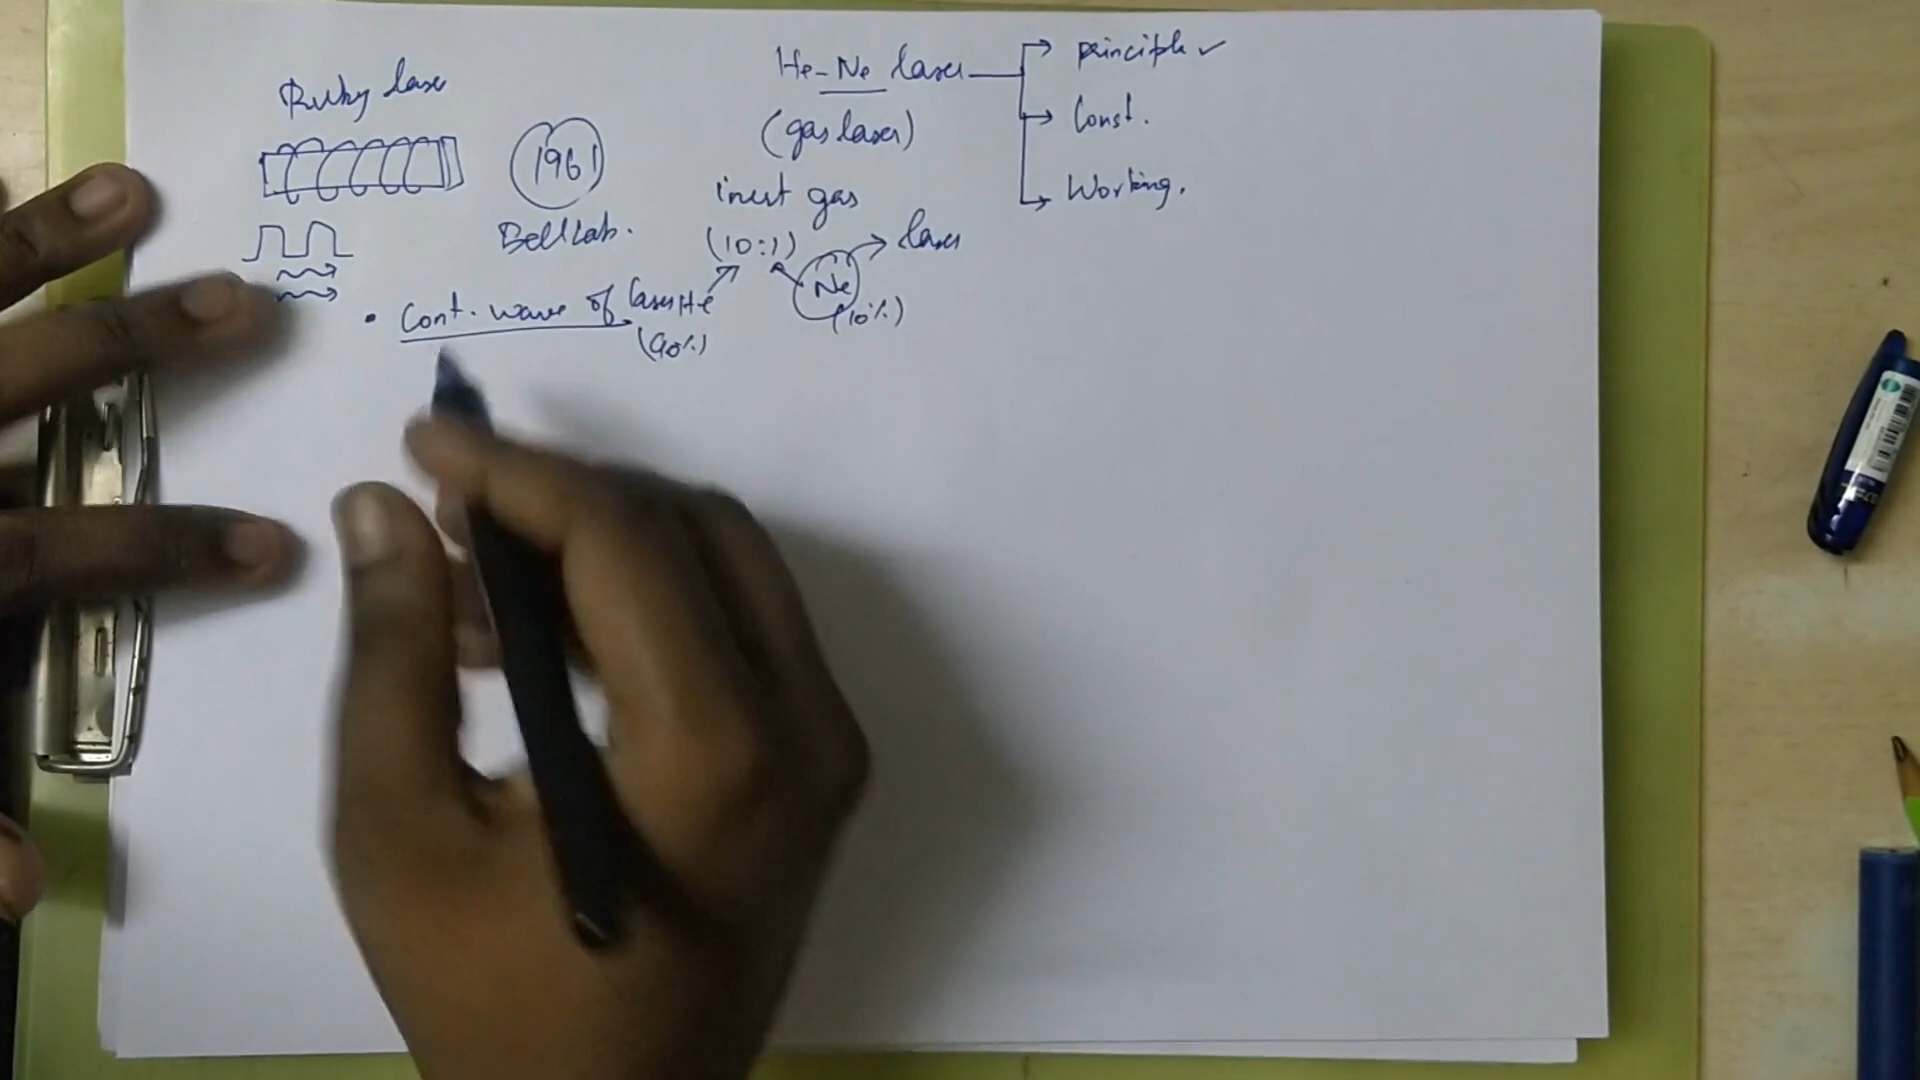 He-Ne laser
principle ✓
(gas laser)
Const.
Working.
Ruby laser
1961
Bell Lab.
inert gas
(10:1)
laser
Ne
(10%)
• Cont. wave of laser
He
(90%)